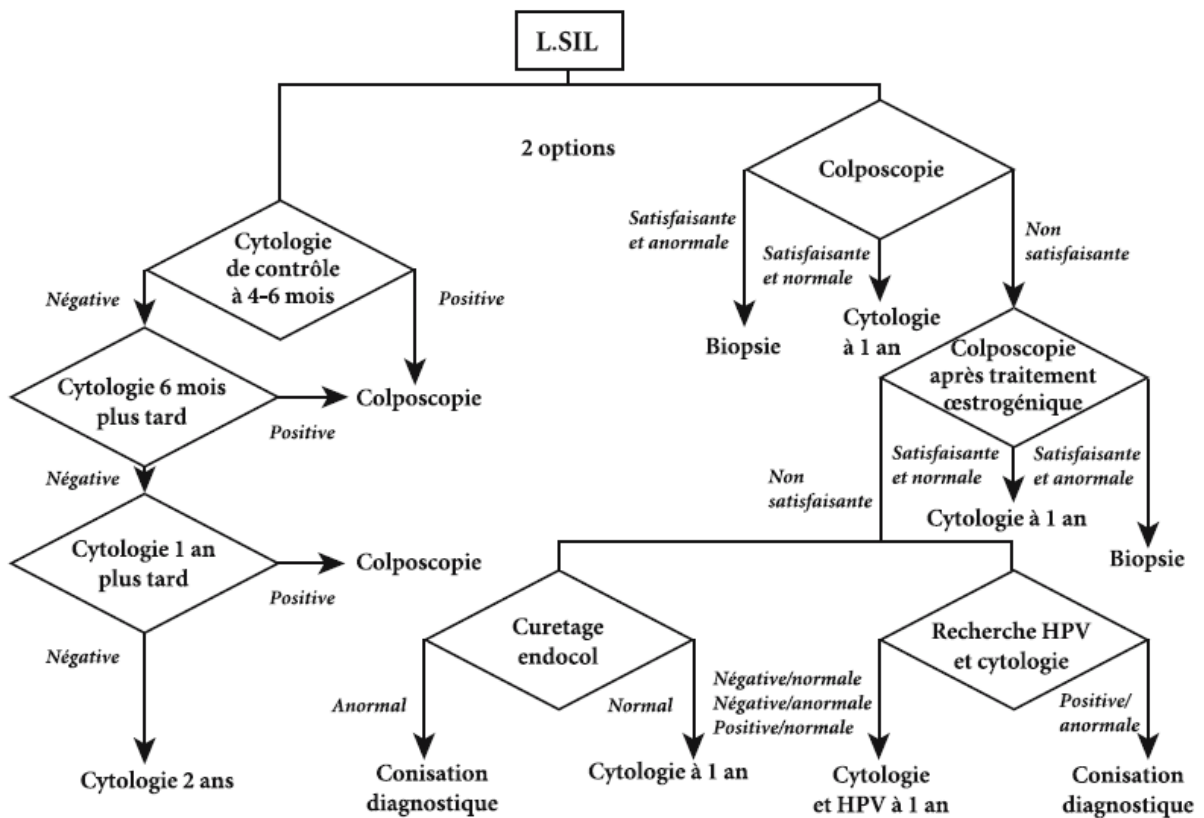 L.SIL
2 options
Colposcopie
Satisfaisante
et anormale
Satisfaisante
et normale
Non
satisfaisante
Cytologie
de contrôle
à 4-6 mois
Négative
Positive
Biopsie
Cytologie
à 1 an
Colposcopie
après traitement
œstrogénique
Cytologie 6 mois
plus tard
Colposcopie
Positive
Négative
Non
satisfaisante
Satisfaisante
et normale
Satisfaisante
et anormale
Cytologie à 1 an
Biopsie
Cytologie 1 an
plus tard
Colposcopie
Positive
Négative
Curetage
endocol
Recherche HPV
et cytologie
Anormal
Normal
Négative/normale
Négative/anormale
Positive/normale
Positive/
anormale
Cytologie 2 ans
Conisation
diagnostique
Cytologie à 1 an
Cytologie
et HPV à 1 an
Conisation
diagnostique